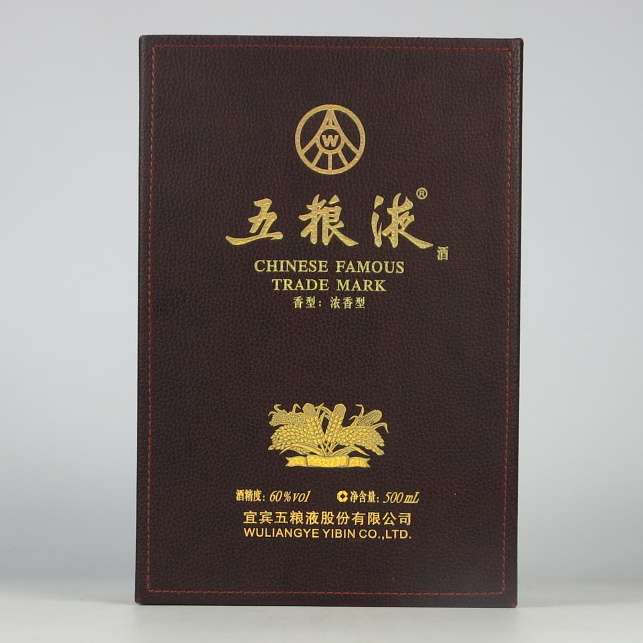 W
五粮液®
酒
CHINESE FAMOUS
TRADE MARK
香型：浓香型
酒精度：60%vol 净含量：500mL
宜宾五粮液股份有限公司
WULIANGYE YIBIN CO.,LTD.